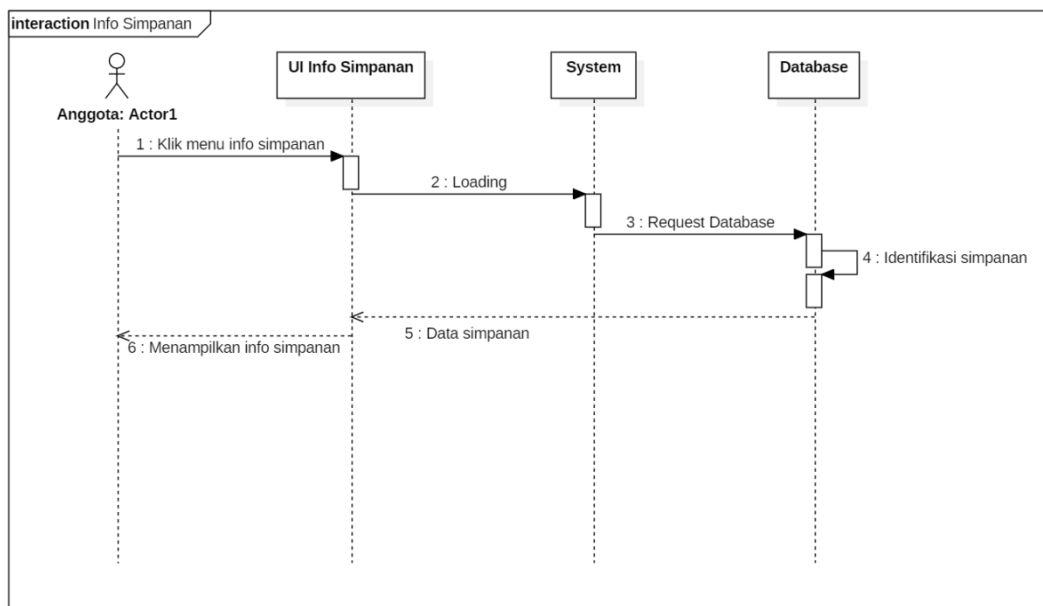 interaction Info Simpanan
UI Info Simpanan
System
Database
Anggota: Actor1
1 : Klik menu info simpanan
2 : Loading
3 : Request Database
4 : Identifikasi simpanan
5 : Data simpanan
6 : Menampilkan info simpanan